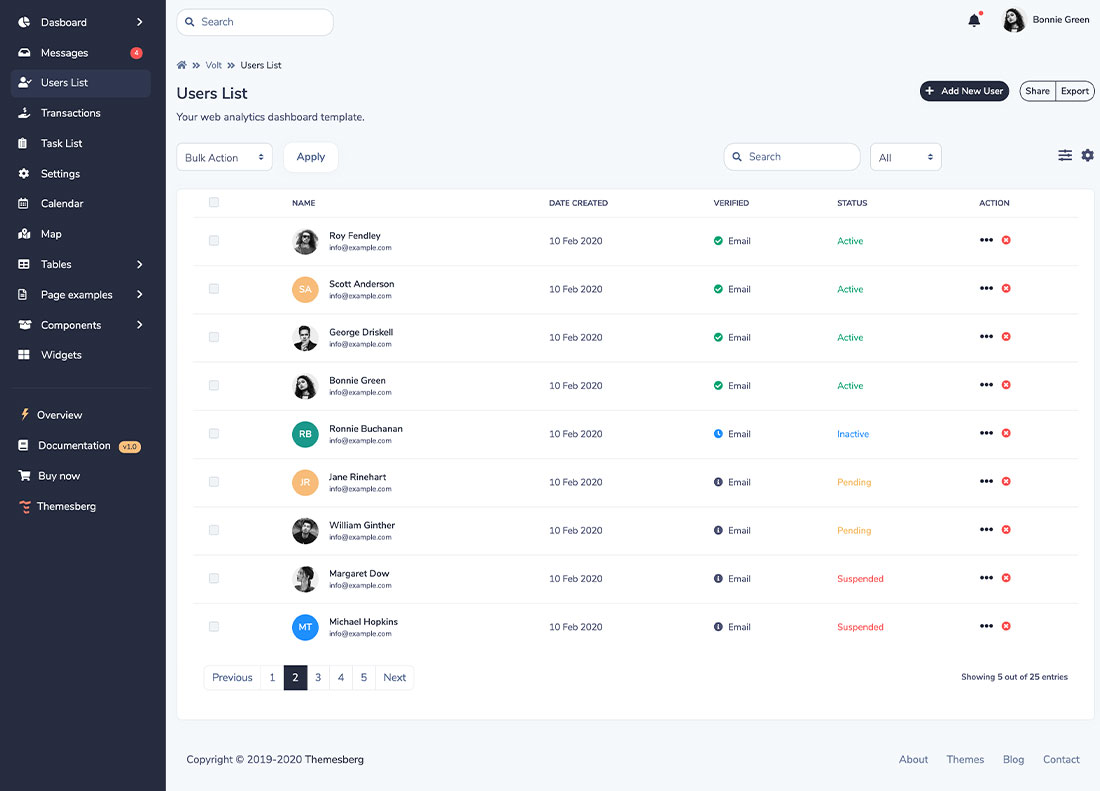 Dasboard
Messages 4
Users List
Transactions
Task List
Settings
Calendar
Map
Tables
Page examples
Components
Widgets
Overview
Documentation v1.0
Buy now
Themesberg
Search
Bonnie Green
Volt Users List
Users List
Your web analytics dashboard template.
Add New User Share Export
Bulk Action Apply Search All
NAME DATE CREATED VERIFIED STATUS ACTION
Roy Fendley
info@example.com
10 Feb 2020 Email Active
SA Scott Anderson
info@example.com
10 Feb 2020 Email Active
George Driskell
info@example.com
10 Feb 2020 Email Active
Bonnie Green
info@example.com
10 Feb 2020 Email Active
RB Ronnie Buchanan
info@example.com
10 Feb 2020 Email Inactive
JR Jane Rinehart
info@example.com
10 Feb 2020 Email Pending
William Ginther
info@example.com
10 Feb 2020 Email Pending
Margaret Dow
info@example.com
10 Feb 2020 Email Suspended
MT Michael Hopkins
info@example.com
10 Feb 2020 Email Suspended
Previous 1 2 3 4 5 Next
Showing 5 out of 25 entries
Copyright © 2019-2020 Themesberg
About Themes Blog Contact